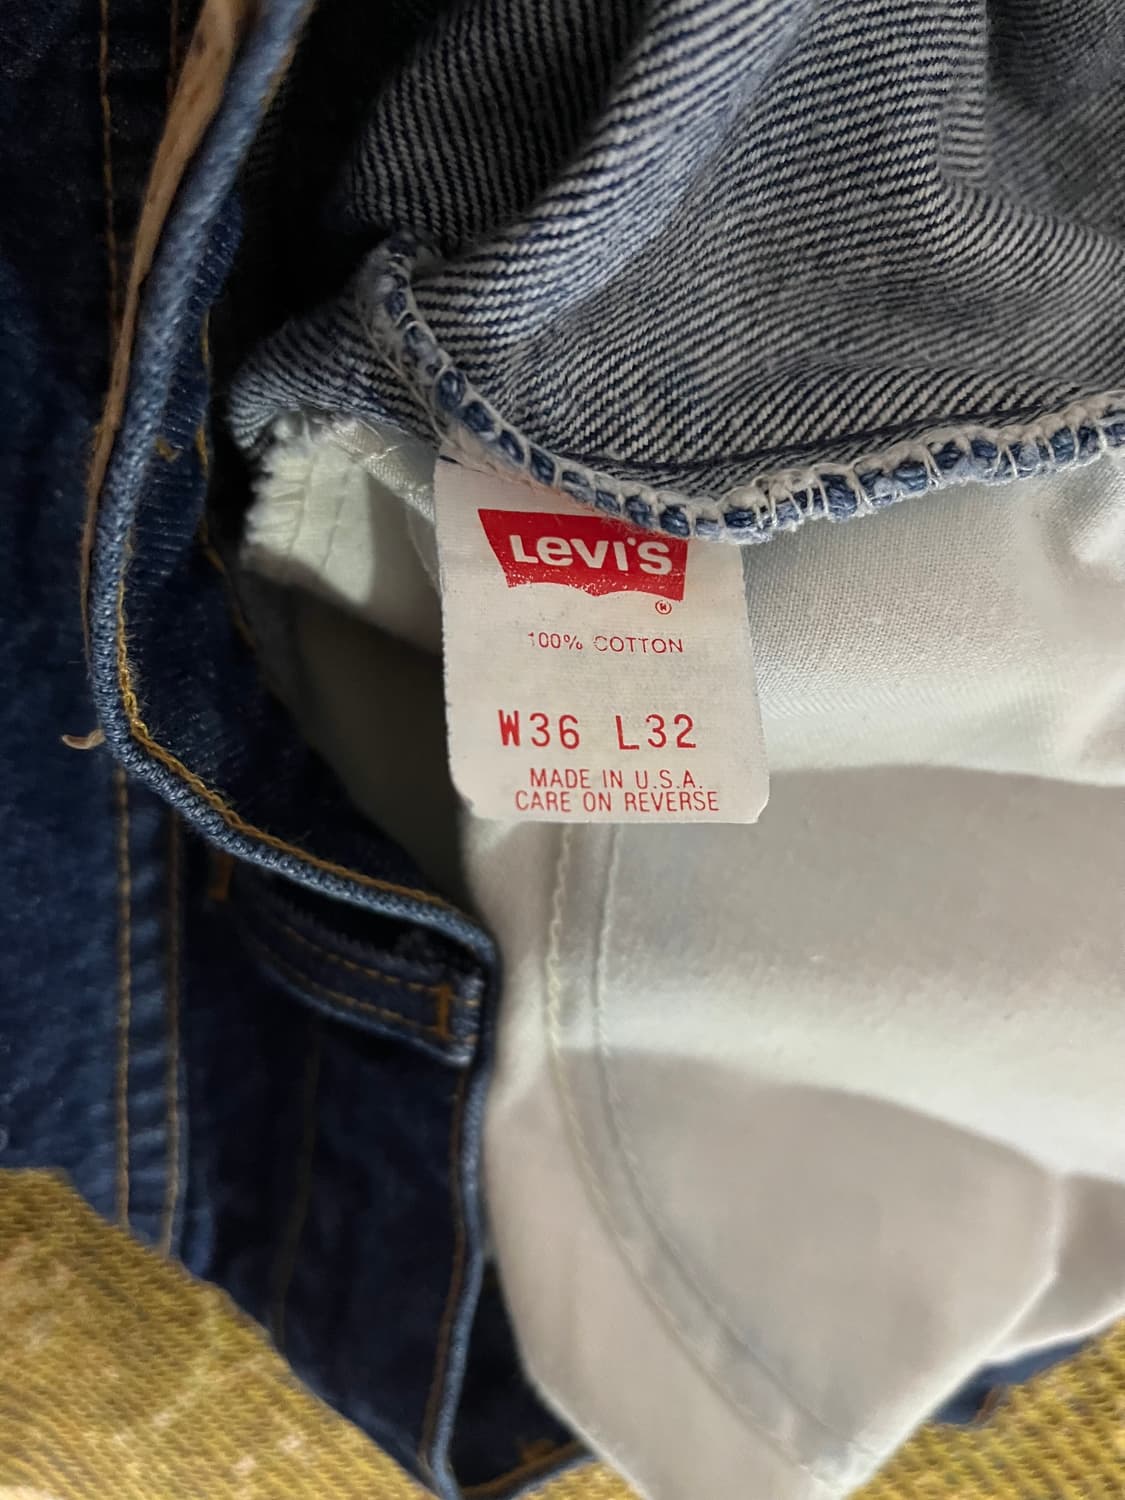 LEVI'S
®
100% COTTON
W36 L32
MADE IN U.S.A.
CARE ON REVERSE